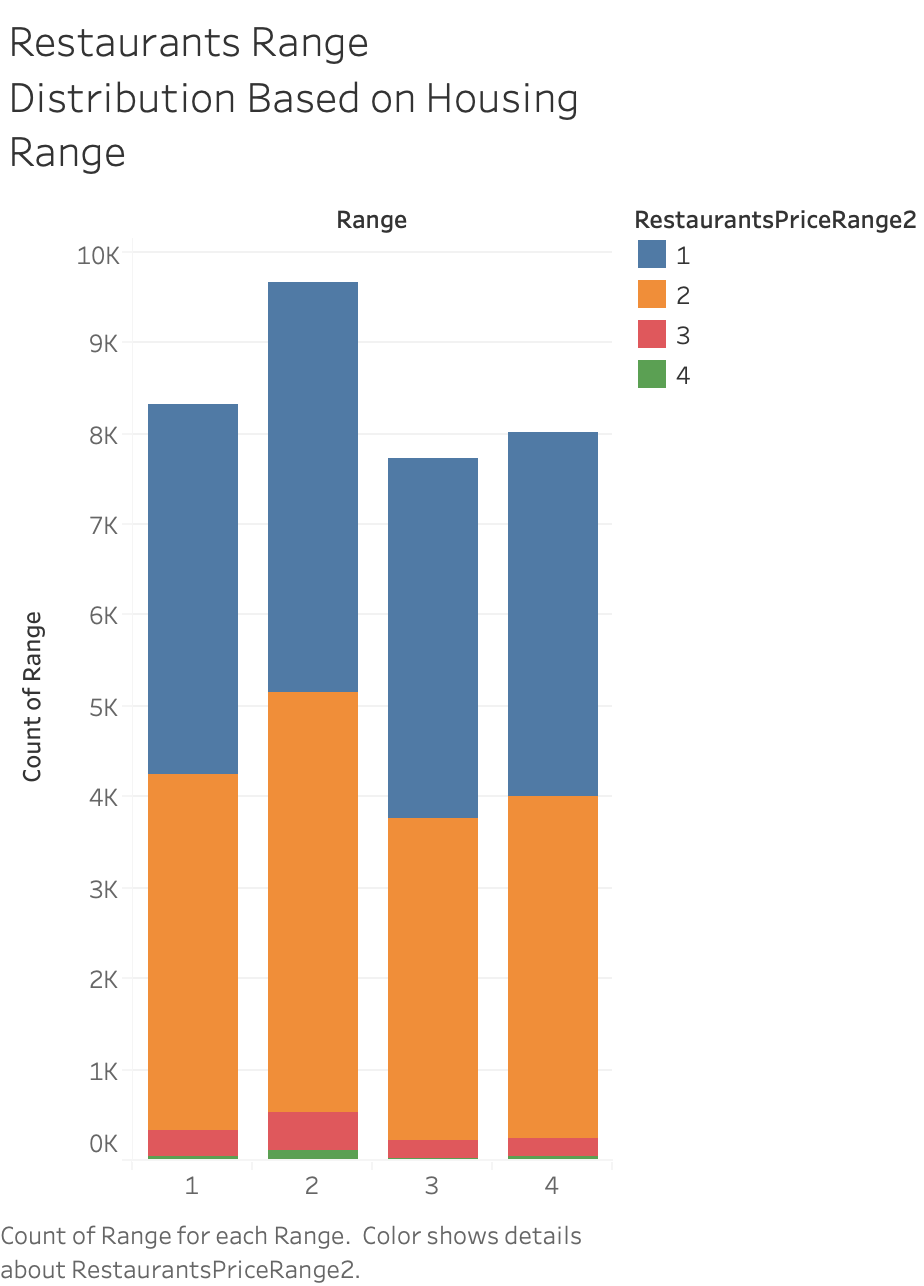 Restaurants Range
Distribution Based on Housing
Range
Range
RestaurantsPriceRange2
1
2
3
4
10K
9K
8K
7K
6K
5K
4K
3K
2K
1K
0K
Count of Range
1 2 3 4
Count of Range for each Range.  Color shows details
about RestaurantsPriceRange2.